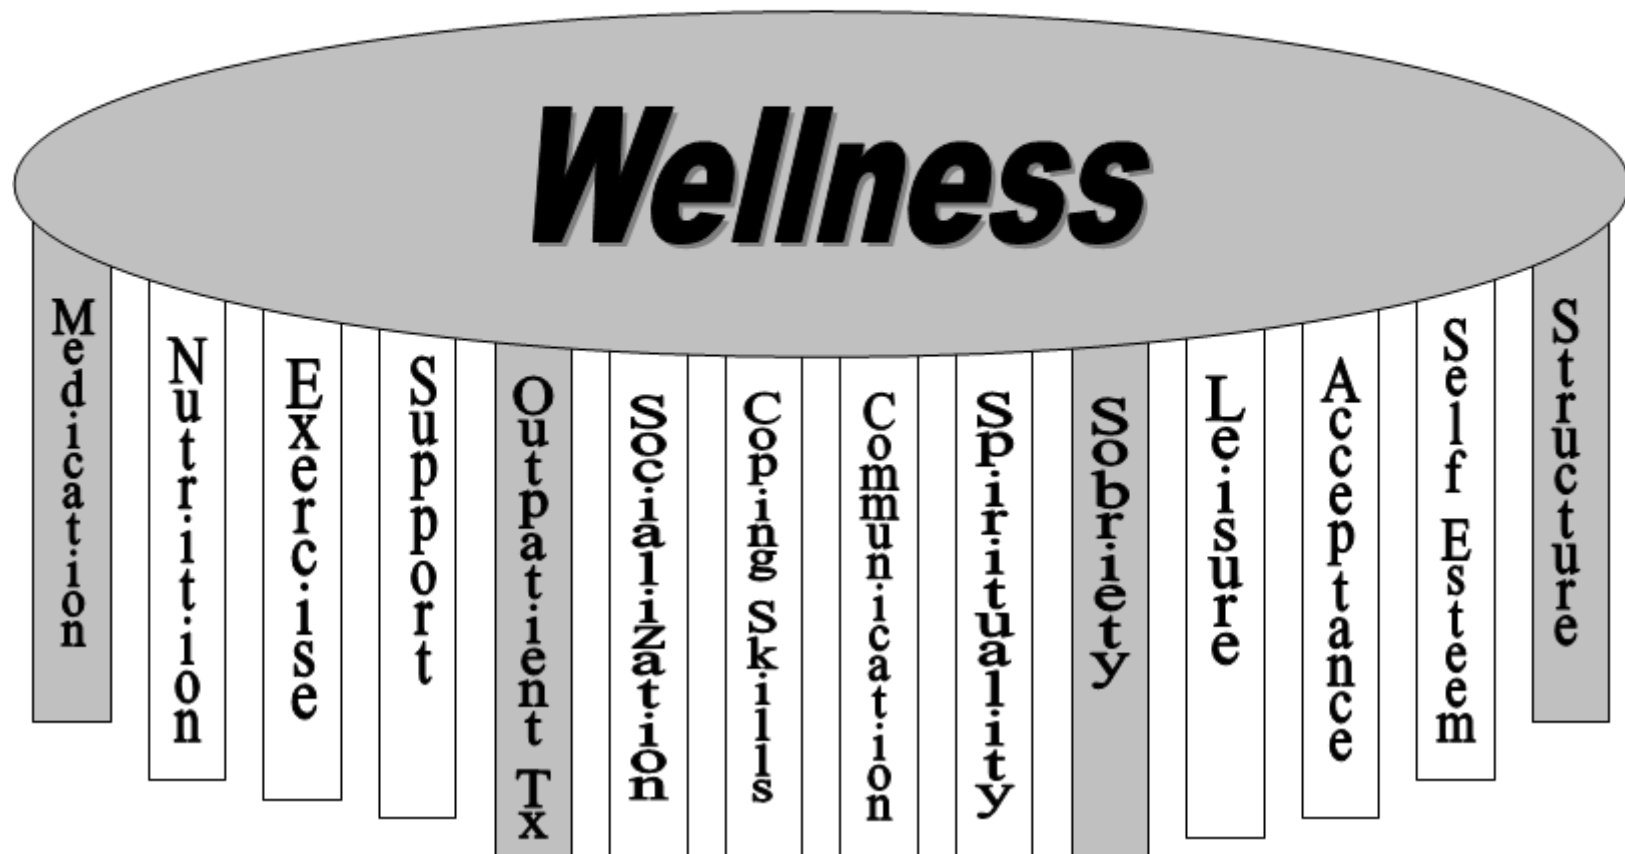 Wellness
Medication
Nutrition
Exercise
Support
Outpatient Tx
Socialization
Coping Skills
Communication
Spirituality
Sobriety
Leisure
Acceptance
Self Esteem
Structure